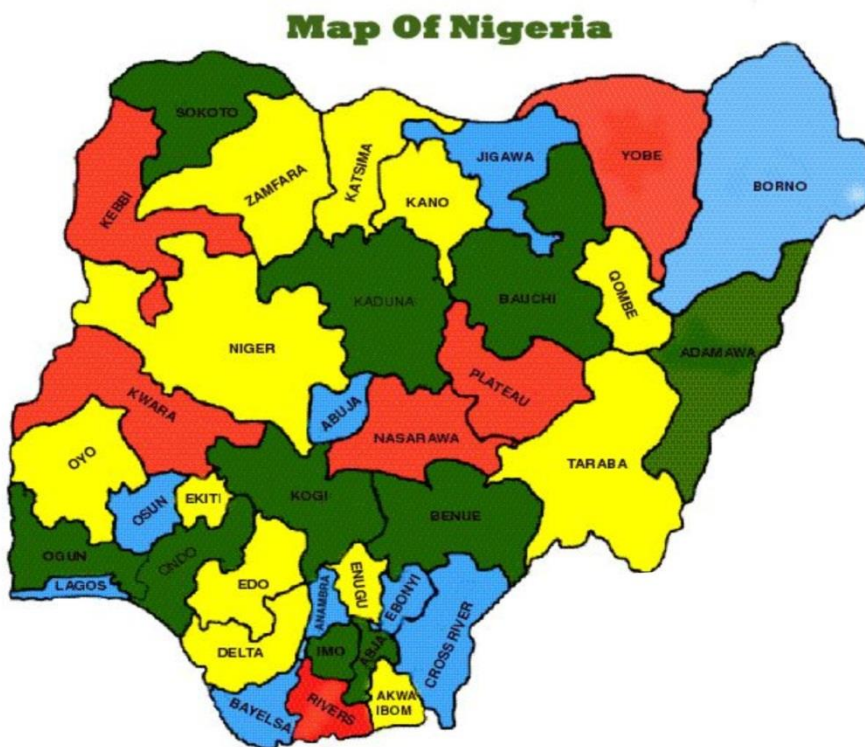 Map Of Nigeria
SOKOTO
KEBBI
ZAMFARA
KATSIMA
KANO
JIGAWA
YOBE
BORNO
KADUNA
BAUCHI
QOMBE
ADAMAWA
NIGER
ABUJA
PLATEAU
NASARAWA
TARABA
KWARA
OYO
OSUN
EKITI
KOGI
BENUE
OGUN
LAGOS
ONDO
EDO
DELTA
ANAMBRA
ENUGU
EBONYI
CROSS RIVER
IMO
ABJA
BAYELSA
RIVERS
AKWA
IBOM